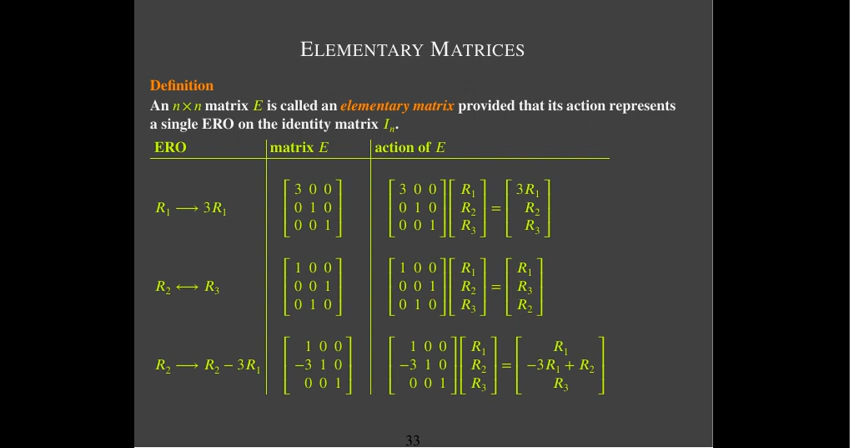 ELEMENTARY MATRICES
Definition
An n × n matrix E is called an elementary matrix provided that its action represents
a single ERO on the identity matrix Iₙ.
ERO matrix E action of E
R₁ ⟶ 3R₁ [3 0 0; 0 1 0; 0 0 1] [3 0 0; 0 1 0; 0 0 1][R₁; R₂; R₃] = [3R₁; R₂; R₃]
R₂ ⟷ R₃ [1 0 0; 0 0 1; 0 1 0] [1 0 0; 0 0 1; 0 1 0][R₁; R₂; R₃] = [R₁; R₃; R₂]
R₂ ⟶ R₂ − 3R₁ [1 0 0; −3 1 0; 0 0 1] [1 0 0; −3 1 0; 0 0 1][R₁; R₂; R₃] = [R₁; −3R₁ + R₂; R₃]
33